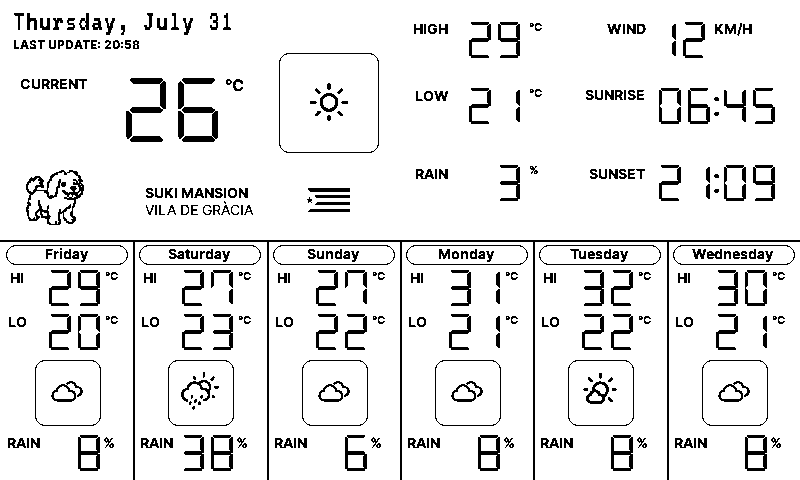 Thursday, July 31
LAST UPDATE: 20:58
CURRENT 26 °C
HIGH 29 °C
LOW 21 °C
RAIN 3 %
WIND 12 KM/H
SUNRISE 06:45
SUNSET 21:09
SUKI MANSION
VILA DE GRÀCIA
Friday
HI 29 °C
LO 20 °C
RAIN 8 %
Saturday
HI 27 °C
LO 23 °C
RAIN 38 %
Sunday
HI 27 °C
LO 22 °C
RAIN 6 %
Monday
HI 31 °C
LO 21 °C
RAIN 8 %
Tuesday
HI 32 °C
LO 22 °C
RAIN 8 %
Wednesday
HI 30 °C
LO 21 °C
RAIN 8 %